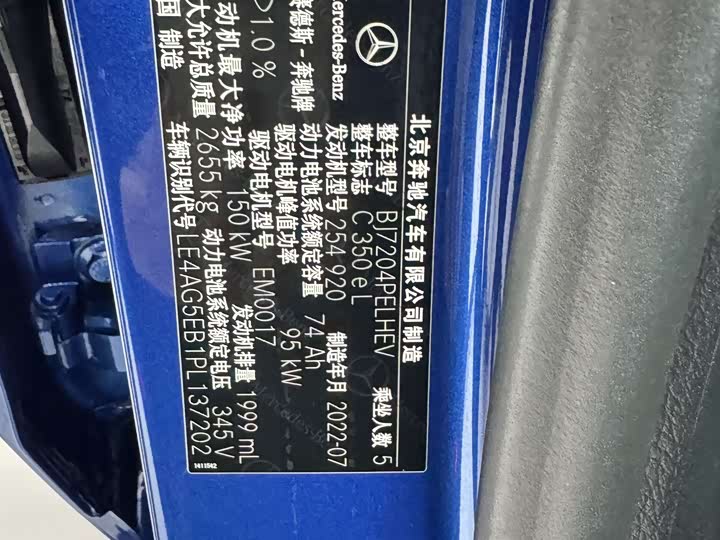 Mercedes-Benz
北京奔驰汽车有限公司制造
赛德斯-奔驰牌
整车型号 BJ7204PELHEV 乘坐人数 5
整车标志 C 350 e L
>1.0 %
发动机型号 254 920 制造年月 2022-07
动力电池系统额定容量 74 Ah
驱动电机峰值功率 95 kW
驱动电机型号 EM0017
动机最大净功率 150 kW 发动机排量 1999 mL
大允许总质量 2655 kg 动力电池系统额定电压 345 V
国 制造 车辆识别代号 LE4AG5EB1PL137202
1411542